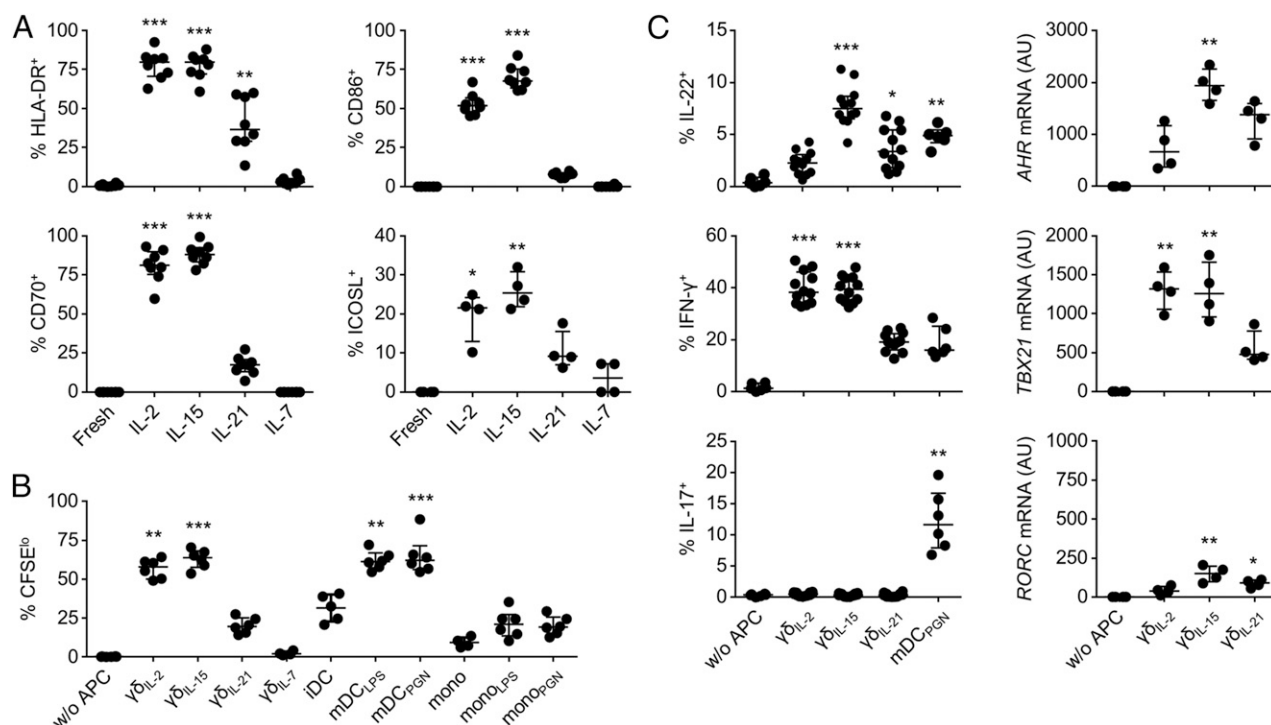 A
% HLA-DR⁺
100
75
50
25
0
***
***
**
% CD86⁺
100
75
50
25
0
***
***
% CD70⁺
100
75
50
25
0
***
***
Fresh
IL-2
IL-15
IL-21
IL-7
% ICOSL⁺
40
30
20
10
0
*
**
Fresh
IL-2
IL-15
IL-21
IL-7
B
% CFSEˡᵒ
100
75
50
25
0
**
***
**
***
w/o APC
γδIL-2
γδIL-15
γδIL-21
γδIL-7
iDC
mDCLPS
mDCPGN
mono
monoLPS
monoPGN
C
% IL-22⁺
15
10
5
0
***
*
**
AHR mRNA (AU)
3000
2000
1000
0
**
% IFN-γ⁺
60
40
20
0
***
***
TBX21 mRNA (AU)
2000
1500
1000
500
0
**
**
% IL-17⁺
25
20
15
10
5
0
**
w/o APC
γδIL-2
γδIL-15
γδIL-21
mDCPGN
RORC mRNA (AU)
1000
750
500
250
0
**
*
w/o APC
γδIL-2
γδIL-15
γδIL-21